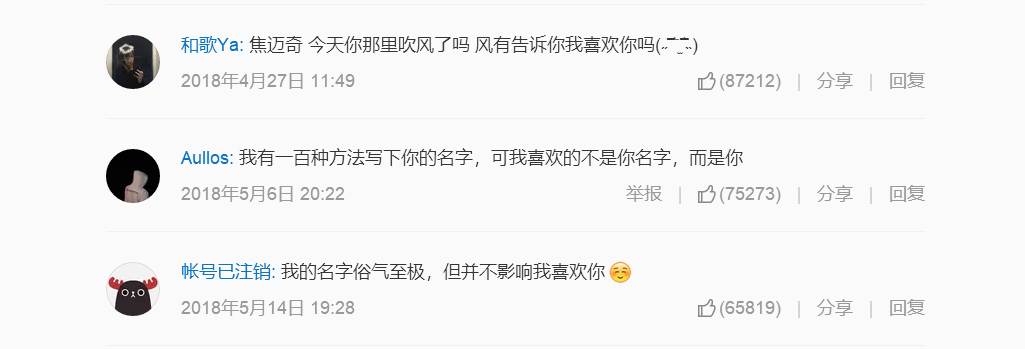 和歌Ya: 焦迈奇 今天你那里吹风了吗 风有告诉你我喜欢你吗(˶‾᷄ ⁻̫ ‾᷅˵)
2018年4月27日 11:49 (87212) | 分享 | 回复
Aullos: 我有一百种方法写下你的名字，可我喜欢的不是你名字，而是你
2018年5月6日 20:22 举报 | (75273) | 分享 | 回复
帐号已注销: 我的名字俗气至极，但并不影响我喜欢你 ☺️
2018年5月14日 19:28 (65819) | 分享 | 回复